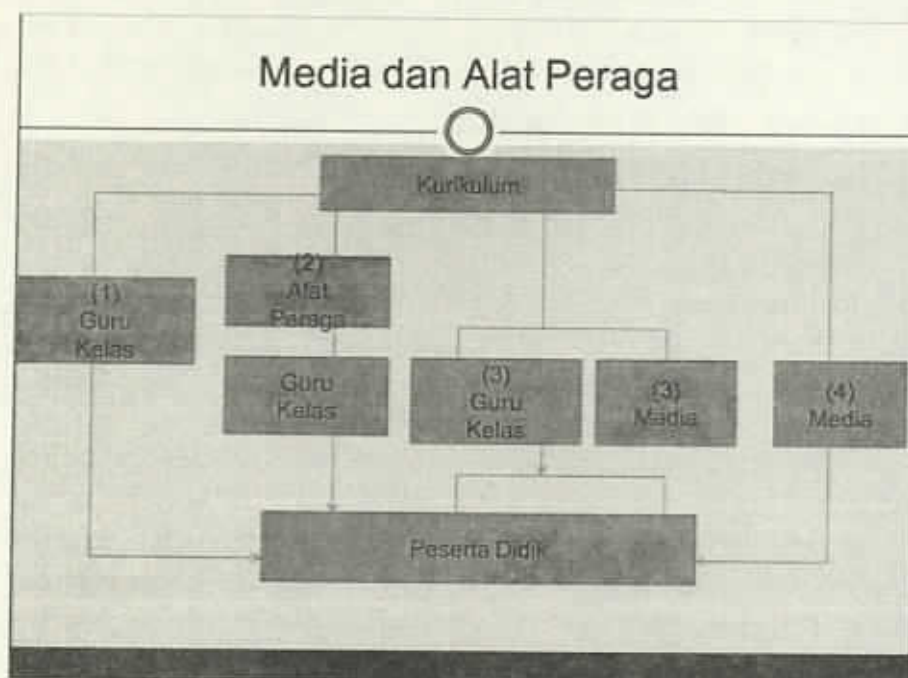 Media dan Alat Peraga
Kurikulum
(1)
Guru
Kelas
(2)
Alat
Peraga
Guru
Kelas
(3)
Guru
Kelas
(3)
Media
(4)
Media
Peserta Didik